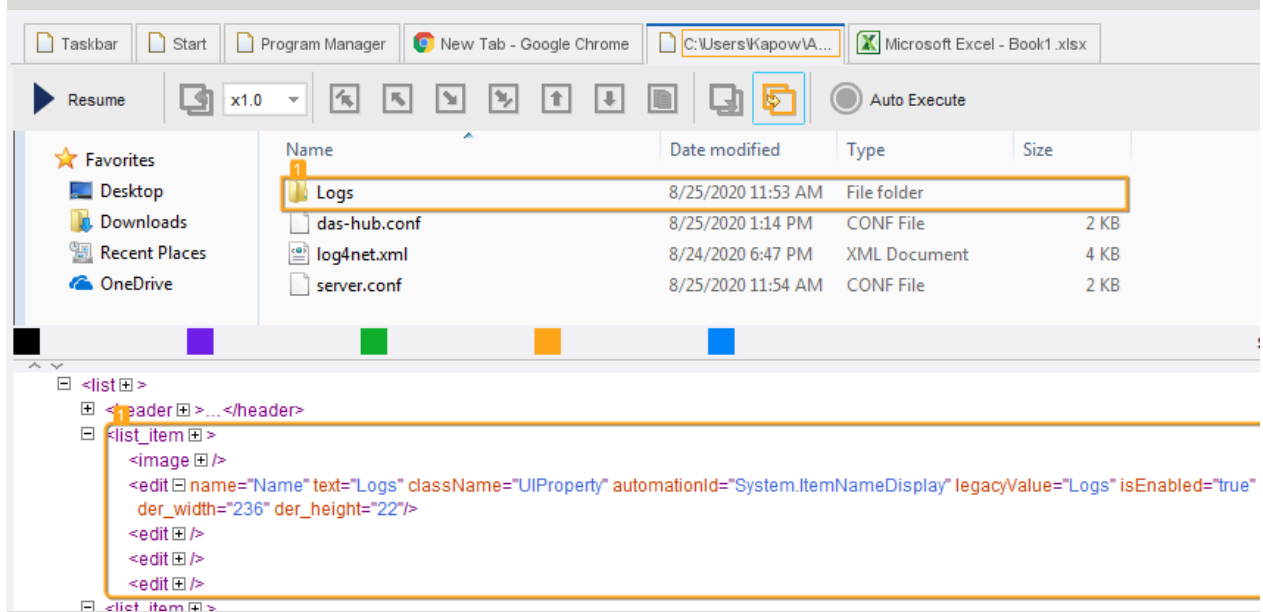 Taskbar Start Program Manager New Tab - Google Chrome C:\Users\Kapow\A... Microsoft Excel - Book1.xlsx
Resume x1.0 Auto Execute
Favorites
Desktop
Downloads
Recent Places
OneDrive
Name Date modified Type Size
1
Logs 8/25/2020 11:53 AM File folder
das-hub.conf 8/25/2020 1:14 PM CONF File 2 KB
log4net.xml 8/24/2020 6:47 PM XML Document 4 KB
server.conf 8/25/2020 11:54 AM CONF File 2 KB
<list>
<header>...</header>
1
<list_item>
<image/>
<edit name="Name" text="Logs" className="UIProperty" automationId="System.ItemNameDisplay" legacyValue="Logs" isEnabled="true"
der_width="236" der_height="22"/>
<edit/>
<edit/>
<edit/>
<list_item>